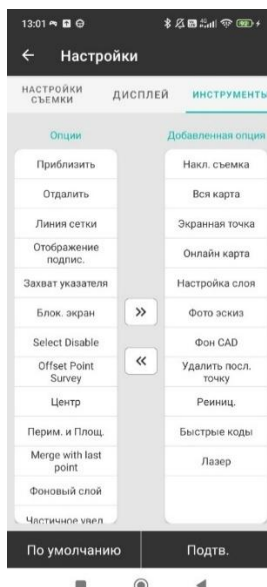 13:01
Настройки
НАСТРОЙКИ
СЪЕМКИ
ДИСПЛЕЙ
ИНСТРУМЕНТЫ
Опции
Добавленная опция
Приблизить
Накл. съемка
Отдалить
Вся карта
Линия сетки
Экранная точка
Отображение
подпис.
Онлайн карта
Захват указателя
Настройка слоя
Блок. экран
Фото эскиз
Select Disable
Фон CAD
Offset Point
Survey
Удалить посл.
точку
Центр
Реиниц.
Перим. и Площ.
Быстрые коды
Merge with last
point
Лазер
Фоновый слой
Частичное увел
По умолчанию
Подтв.